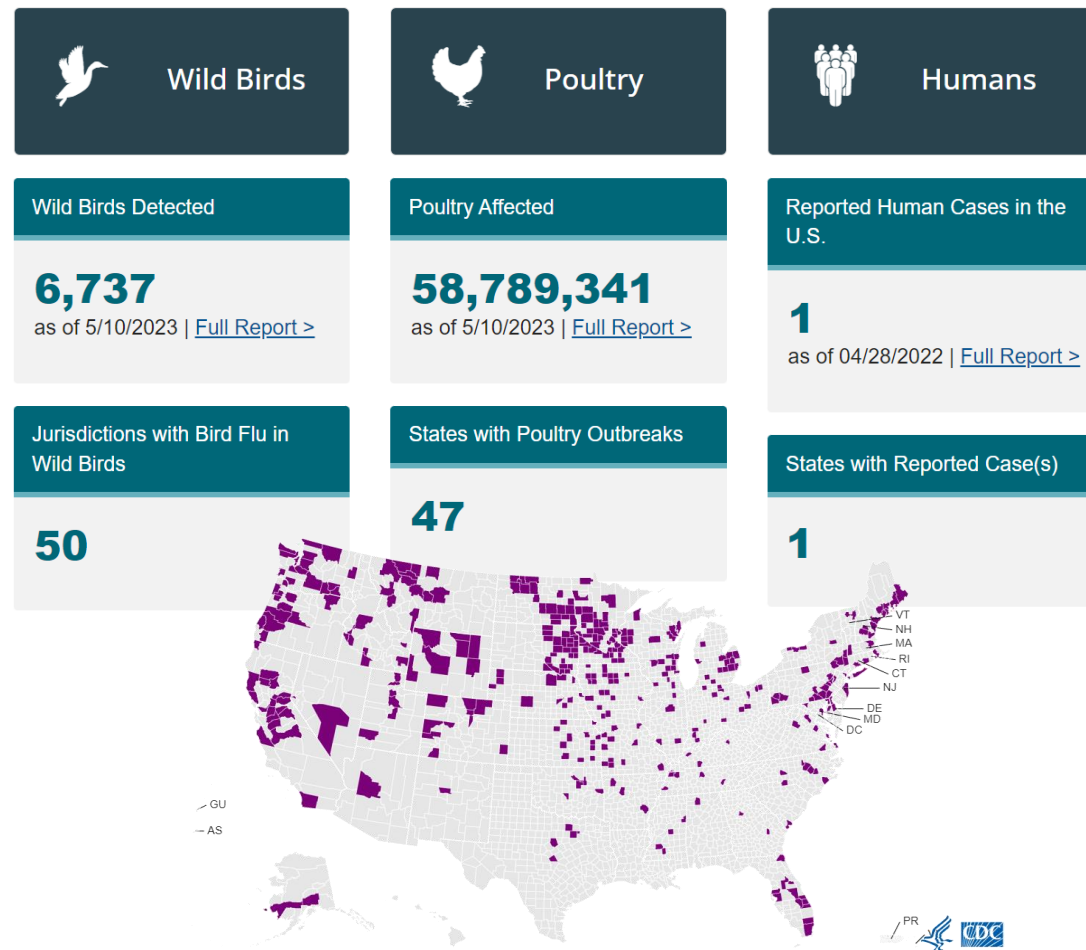 Wild Birds
Poultry
Humans
Wild Birds Detected
6,737
as of 5/10/2023 | Full Report >
Poultry Affected
58,789,341
as of 5/10/2023 | Full Report >
Reported Human Cases in the
U.S.
1
as of 04/28/2022 | Full Report >
Jurisdictions with Bird Flu in
Wild Birds
50
States with Poultry Outbreaks
47
States with Reported Case(s)
1
VT
NH
MA
RI
CT
NJ
DE
MD
DC
GU
AS
PR
CDC